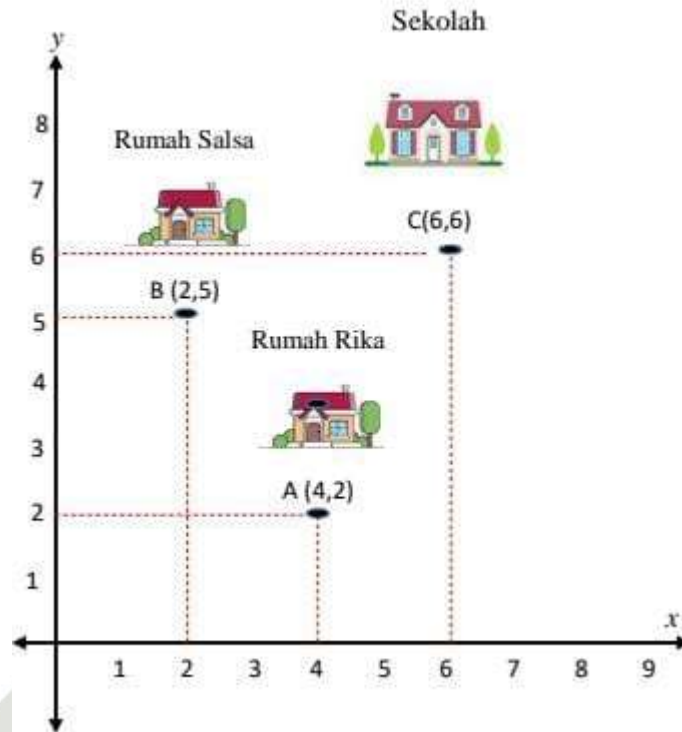 Sekolah
y
8
Rumah Salsa
7
C(6,6)
6
B (2,5)
5
Rumah Rika
4
3
A (4,2)
2
1
x
1 2 3 4 5 6 7 8 9